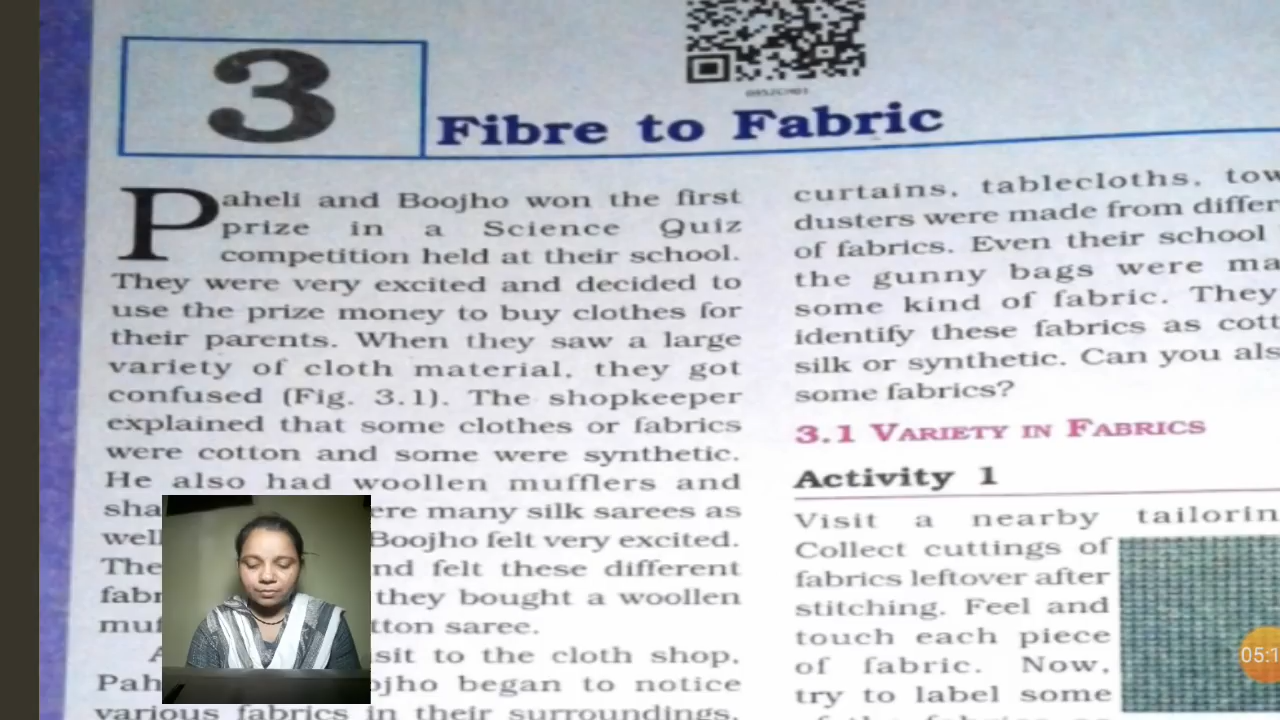 3
Fibre to Fabric
Paheli and Boojho won the first
prize in a Science Quiz
competition held at their school.
They were very excited and decided to
use the prize money to buy clothes for
their parents. When they saw a large
variety of cloth material, they got
confused (Fig. 3.1). The shopkeeper
explained that some clothes or fabrics
were cotton and some were synthetic.
He also had woollen mufflers and
many silk sarees as
Boojho felt very excited.
felt these different
they bought a woollen
saree.
to the cloth shop,
began to notice
various fabrics in their surroundings,
curtains, tablecloths,
dusters were made from
of fabrics. Even their school
the gunny bags were
some kind of fabric. They
identify these fabrics as
silk or synthetic. Can you
some fabrics?
3.1 VARIETY IN FABRICS
Activity 1
Visit a nearby
Collect cuttings of
fabrics leftover after
stitching. Feel and
touch each piece
of fabric. Now,
try to label some
of the fabrics as